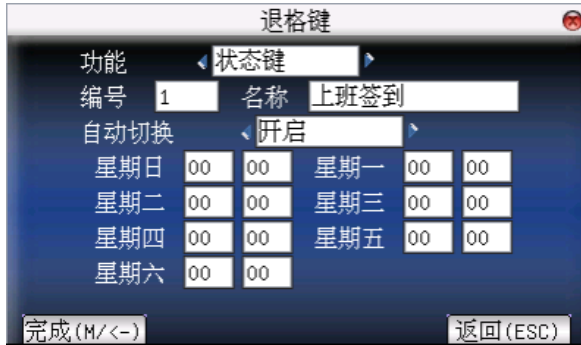 退格键
功能 状态键
编号 1 名称 上班签到
自动切换 开启
星期日 00 00 星期一 00 00
星期二 00 00 星期三 00 00
星期四 00 00 星期五 00 00
星期六 00 00
完成(M/<-) 返回(ESC)